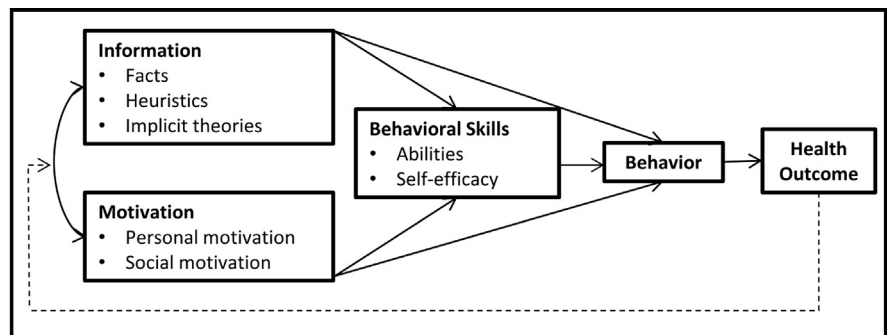 Information
• Facts
• Heuristics
• Implicit theories
Motivation
• Personal motivation
• Social motivation
Behavioral Skills
• Abilities
• Self-efficacy
Behavior
Health
Outcome